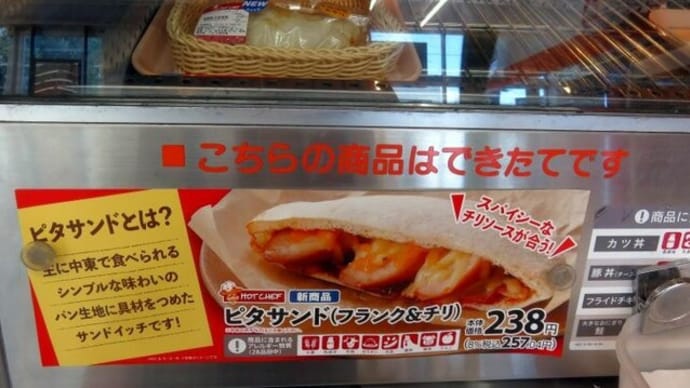 NEW
■こちらの商品はできたてです
ピタサンドとは?
主に中東で食べられる
シンプルな味わいの
パン生地に具材をつめた
サンドイッチです!
スパイシーな
チリソースが合う!
HOT CHEF
新商品
ピタサンド(フランク&チリ)
本体価格 238円
(8%税込 257.04円)
商品に含まれる
アレルギー物質
(28品目中)
商品に
カツ丼
豚丼
フライドチキ